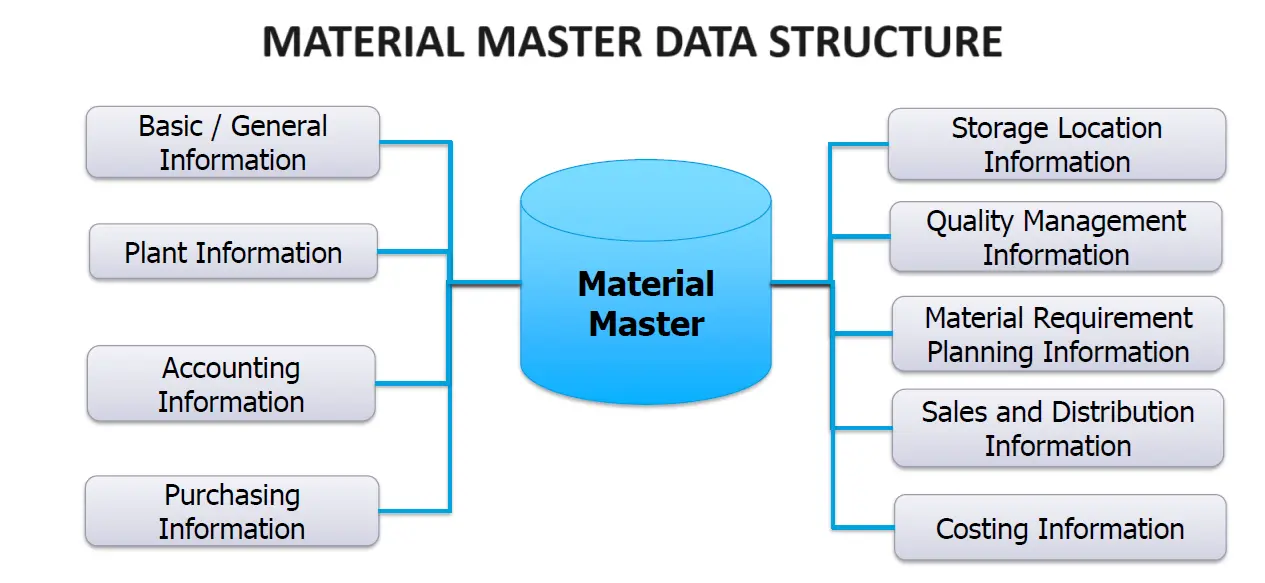 MATERIAL MASTER DATA STRUCTURE
Basic / General
Information
Plant Information
Accounting
Information
Purchasing
Information
Material
Master
Storage Location
Information
Quality Management
Information
Material Requirement
Planning Information
Sales and Distribution
Information
Costing Information